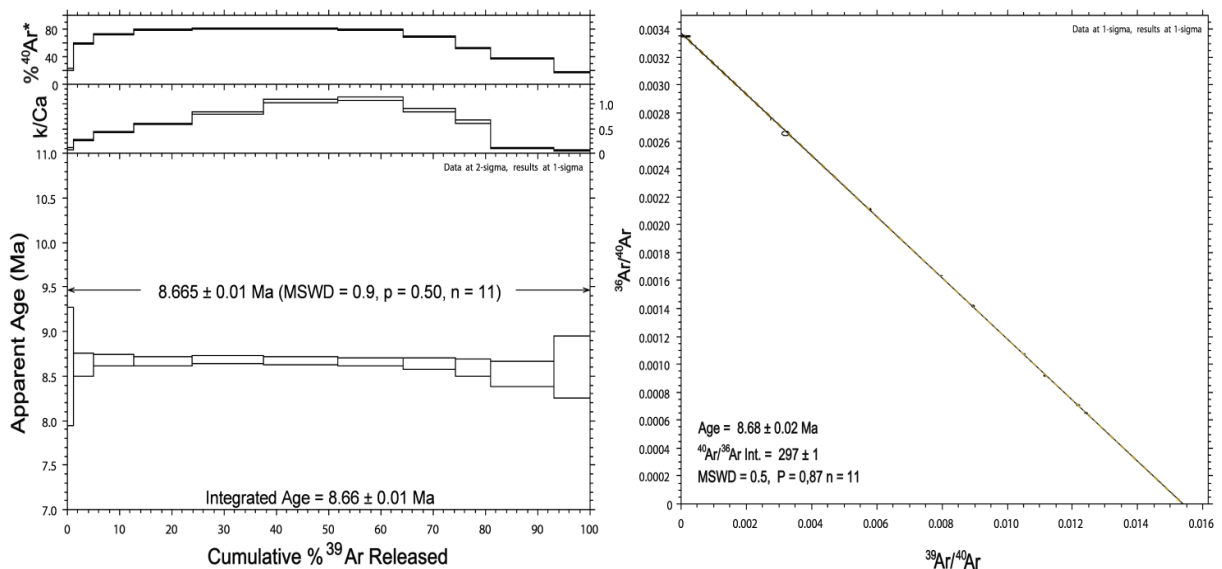 80
40
0
% ⁴⁰Ar*
k/Ca
1.0
0.5
0
Data at 2-sigma, results at 1-sigma
11.0
10.5
10.0
9.5
9.0
8.5
8.0
7.5
7.0
Apparent Age (Ma)
8.665 ± 0.01 Ma (MSWD = 0.9, p = 0.50, n = 11)
Integrated Age = 8.66 ± 0.01 Ma
0 10 20 30 40 50 60 70 80 90 100
Cumulative % ³⁹Ar Released
Data at 1-sigma, results at 1-sigma
0.0034
0.0032
0.0030
0.0028
0.0026
0.0024
0.0022
0.0020
0.0018
0.0016
0.0014
0.0012
0.0010
0.0008
0.0006
0.0004
0.0002
0
³⁶Ar/⁴⁰Ar
Age = 8.68 ± 0.02 Ma
⁴⁰Ar/³⁶Ar Int. = 297 ± 1
MSWD = 0.5, P = 0,87 n = 11
0 0.002 0.004 0.006 0.008 0.010 0.012 0.014 0.016
³⁹Ar/⁴⁰Ar